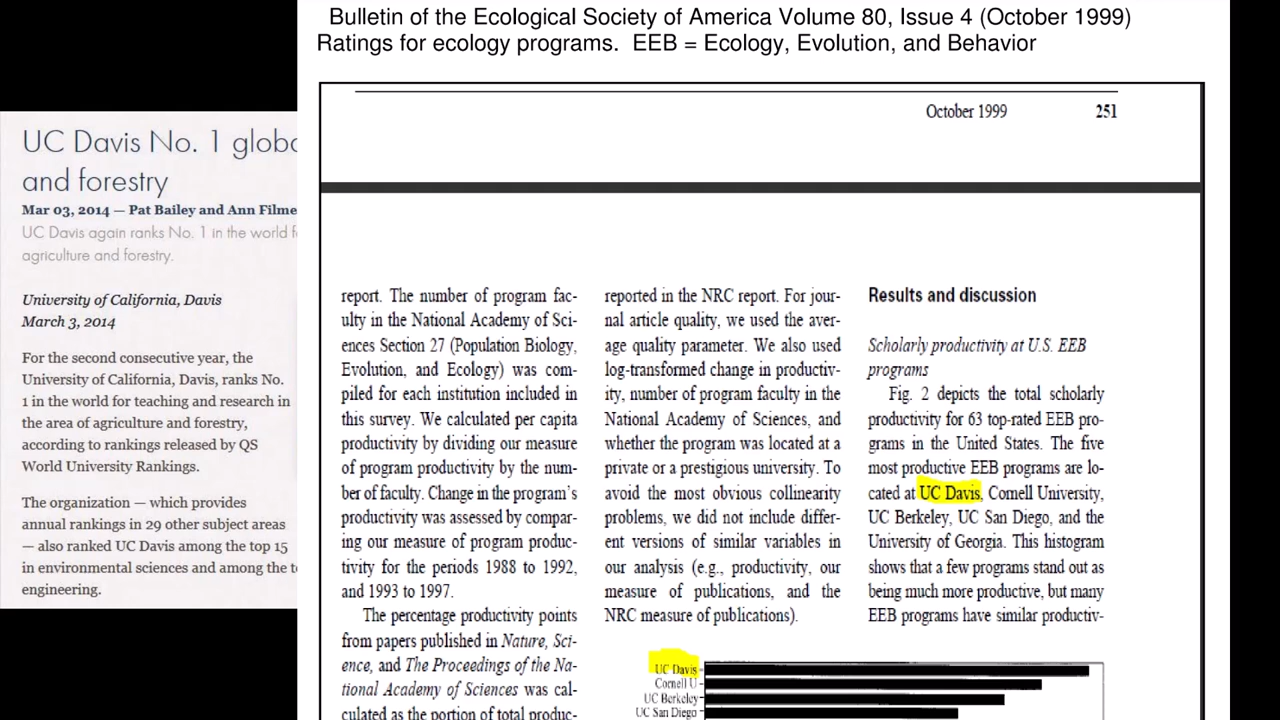 Bulletin of the Ecological Society of America Volume 80, Issue 4 (October 1999)
Ratings for ecology programs.  EEB = Ecology, Evolution, and Behavior
UC Davis No. 1 globa
and forestry
Mar 03, 2014 — Pat Bailey and Ann Filme
UC Davis again ranks No. 1 in the world f
agriculture and forestry.
University of California, Davis
March 3, 2014
For the second consecutive year, the
University of California, Davis, ranks No.
1 in the world for teaching and research in
the area of agriculture and forestry,
according to rankings released by QS
World University Rankings.
The organization — which provides
annual rankings in 29 other subject areas
— also ranked UC Davis among the top 15
in environmental sciences and among the t
engineering.
October 1999 251
report. The number of program fac-
ulty in the National Academy of Sci-
ences Section 27 (Population Biology,
Evolution, and Ecology) was com-
piled for each institution included in
this survey. We calculated per capita
productivity by dividing our measure
of program productivity by the num-
ber of faculty. Change in the program's
productivity was assessed by compar-
ing our measure of program produc-
tivity for the periods 1988 to 1992,
and 1993 to 1997.
The percentage productivity points
from papers published in Nature, Sci-
ence, and The Proceedings of the Na-
tional Academy of Sciences was cal-
culated as the portion of total produc-
reported in the NRC report. For jour-
nal article quality, we used the aver-
age quality parameter. We also used
log-transformed change in productiv-
ity, number of program faculty in the
National Academy of Sciences, and
whether the program was located at a
private or a prestigious university. To
avoid the most obvious collinearity
problems, we did not include differ-
ent versions of similar variables in
our analysis (e.g., productivity, our
measure of publications, and the
NRC measure of publications).
Results and discussion
Scholarly productivity at U.S. EEB
programs
Fig. 2 depicts the total scholarly
productivity for 63 top-rated EEB pro-
grams in the United States. The five
most productive EEB programs are lo-
cated at UC Davis, Cornell University,
UC Berkeley, UC San Diego, and the
University of Georgia. This histogram
shows that a few programs stand out as
being much more productive, but many
EEB programs have similar productiv-
UC Davis
Cornell U
UC Berkeley
UC San Diego